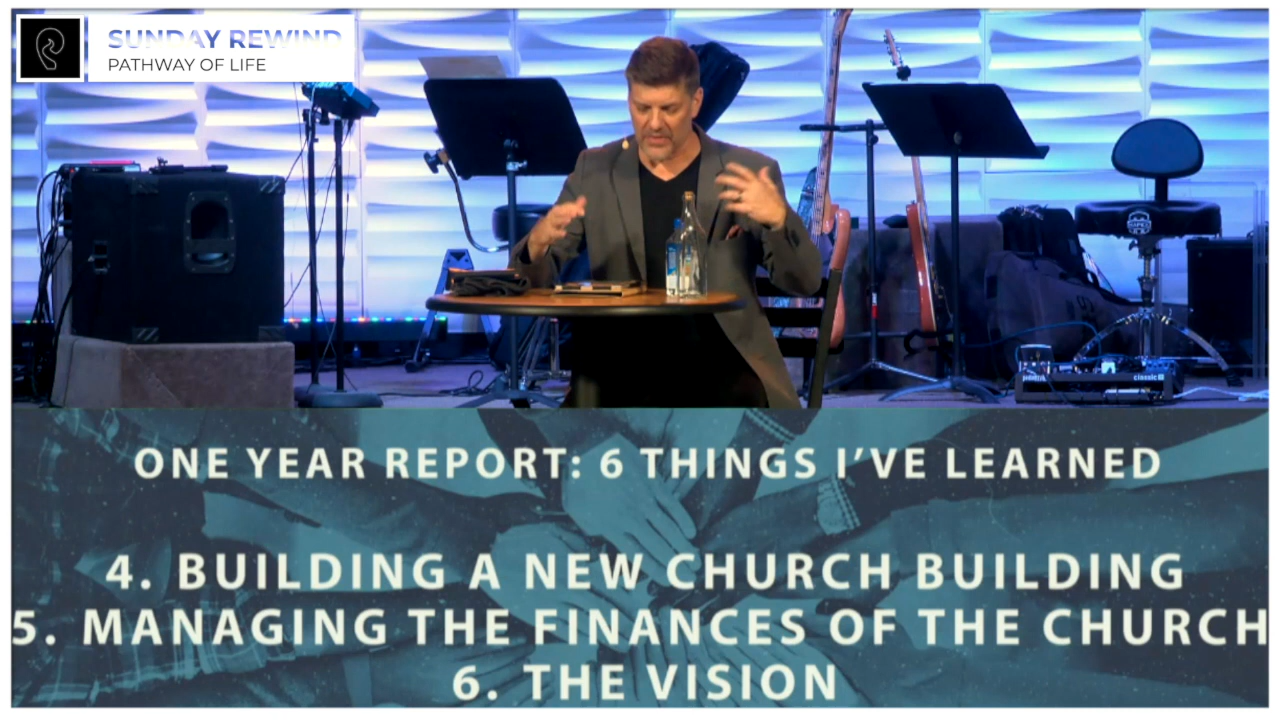 SUNDAY REWIND
PATHWAY OF LIFE
classic
ONE YEAR REPORT: 6 THINGS I'VE LEARNED
4. BUILDING A NEW CHURCH BUILDING
5. MANAGING THE FINANCES OF THE CHURCH
6. THE VISION